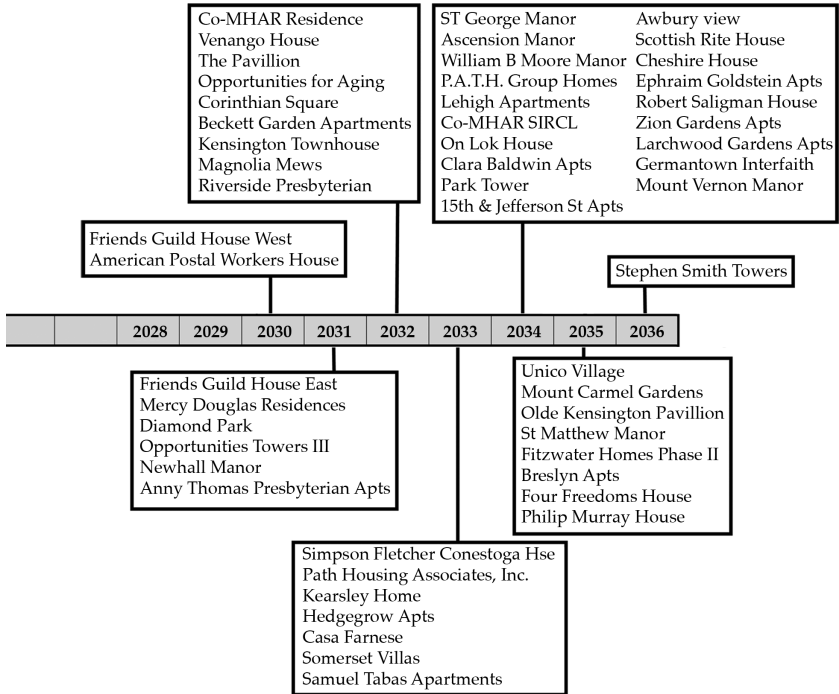 Co-MHAR Residence
Venango House
The Pavillion
Opportunities for Aging
Corinthian Square
Beckett Garden Apartments
Kensington Townhouse
Magnolia Mews
Riverside Presbyterian
ST George Manor
Ascension Manor
William B Moore Manor
P.A.T.H. Group Homes
Lehigh Apartments
Co-MHAR SIRCL
On Lok House
Clara Baldwin Apts
Park Tower
15th & Jefferson St Apts
Awbury view
Scottish Rite House
Cheshire House
Ephraim Goldstein Apts
Robert Saligman House
Zion Gardens Apts
Larchwood Gardens Apts
Germantown Interfaith
Mount Vernon Manor
Friends Guild House West
American Postal Workers House
Stephen Smith Towers
2028 2029 2030 2031 2032 2033 2034 2035 2036
Friends Guild House East
Mercy Douglas Residences
Diamond Park
Opportunities Towers III
Newhall Manor
Anny Thomas Presbyterian Apts
Unico Village
Mount Carmel Gardens
Olde Kensington Pavillion
St Matthew Manor
Fitzwater Homes Phase II
Breslyn Apts
Four Freedoms House
Philip Murray House
Simpson Fletcher Conestoga Hse
Path Housing Associates, Inc.
Kearsley Home
Hedgegrow Apts
Casa Farnese
Somerset Villas
Samuel Tabas Apartments